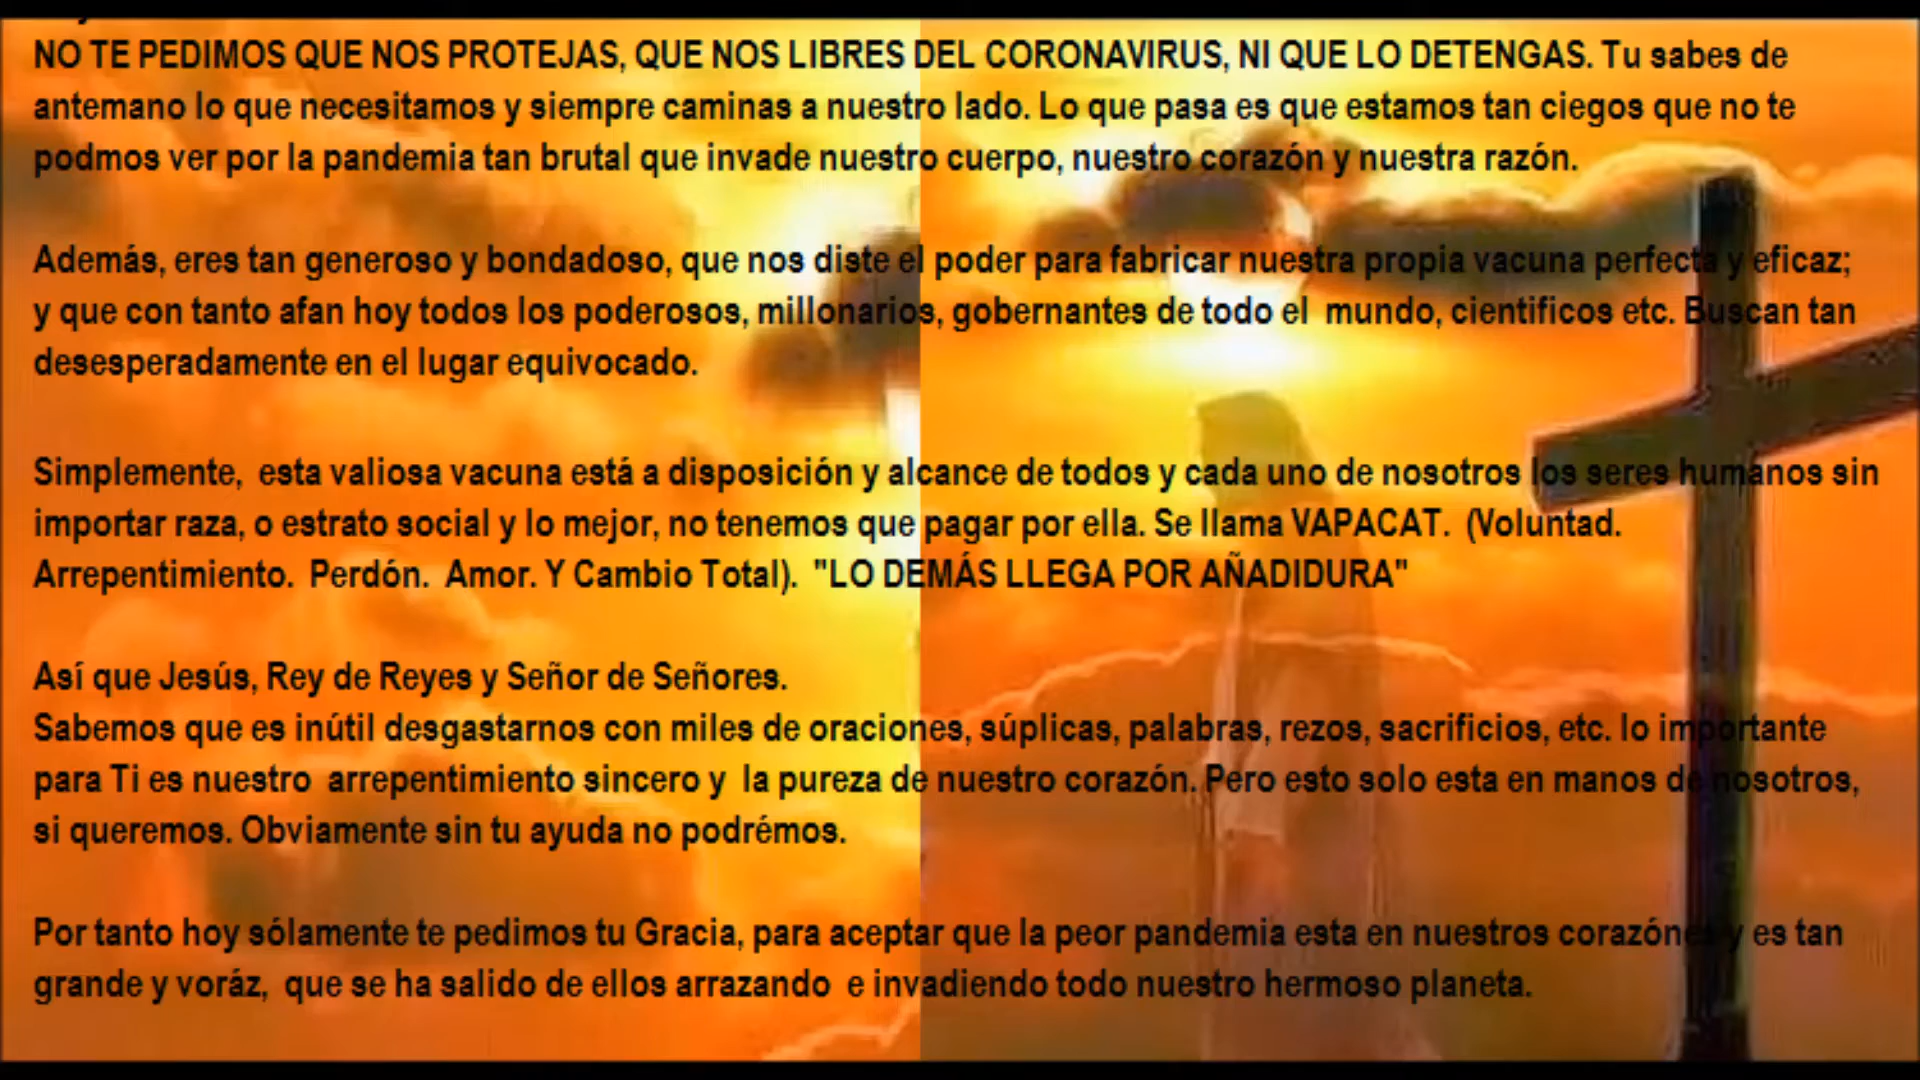 NO TE PEDIMOS QUE NOS PROTEJAS, QUE NOS LIBRES DEL CORONAVIRUS, NI QUE LO DETENGAS. Tu sabes de
antemano lo que necesitamos y siempre caminas a nuestro lado. Lo que pasa es que estamos tan ciegos que no te
podmos ver por la pandemia tan brutal que invade nuestro cuerpo, nuestro corazón y nuestra razón.
Además, eres tan generoso y bondadoso, que nos diste el poder para fabricar nuestra propia vacuna perfecta y eficaz;
y que con tanto afan hoy todos los poderosos, millonarios, gobernantes de todo el mundo, cientificos etc. Buscan tan
desesperadamente en el lugar equivocado.
Simplemente, esta valiosa vacuna está a disposición y alcance de todos y cada uno de nosotros los seres humanos sin
importar raza, o estrato social y lo mejor, no tenemos que pagar por ella. Se llama VAPACAT. (Voluntad.
Arrepentimiento. Perdón. Amor. Y Cambio Total). "LO DEMÁS LLEGA POR AÑADIDURA"
Así que Jesús, Rey de Reyes y Señor de Señores.
Sabemos que es inútil desgastarnos con miles de oraciones, súplicas, palabras, rezos, sacrificios, etc. lo importante
para Ti es nuestro arrepentimiento sincero y la pureza de nuestro corazón. Pero esto solo esta en manos de nosotros,
si queremos. Obviamente sin tu ayuda no podrémos.
Por tanto hoy sólamente te pedimos tu Gracia, para aceptar que la peor pandemia esta en nuestros corazónes y es tan
grande y voráz, que se ha salido de ellos arrazando e invadiendo todo nuestro hermoso planeta.